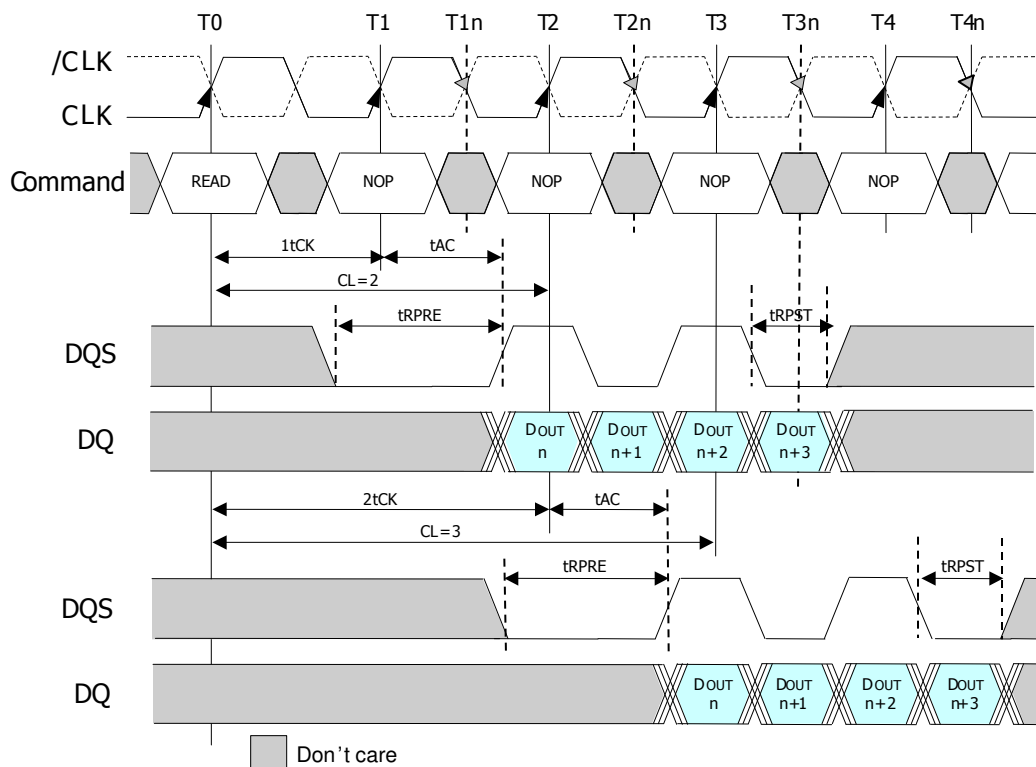 T0 T1 T1n T2 T2n T3 T3n T4 T4n
/CLK
CLK
Command READ NOP NOP NOP NOP
1tCK tAC
CL=2
tRPRE tRPST
DQS
DQ DOUT n DOUT n+1 DOUT n+2 DOUT n+3
2tCK tAC
CL=3
tRPRE tRPST
DQS
DQ DOUT n DOUT n+1 DOUT n+2 DOUT n+3
Don't care